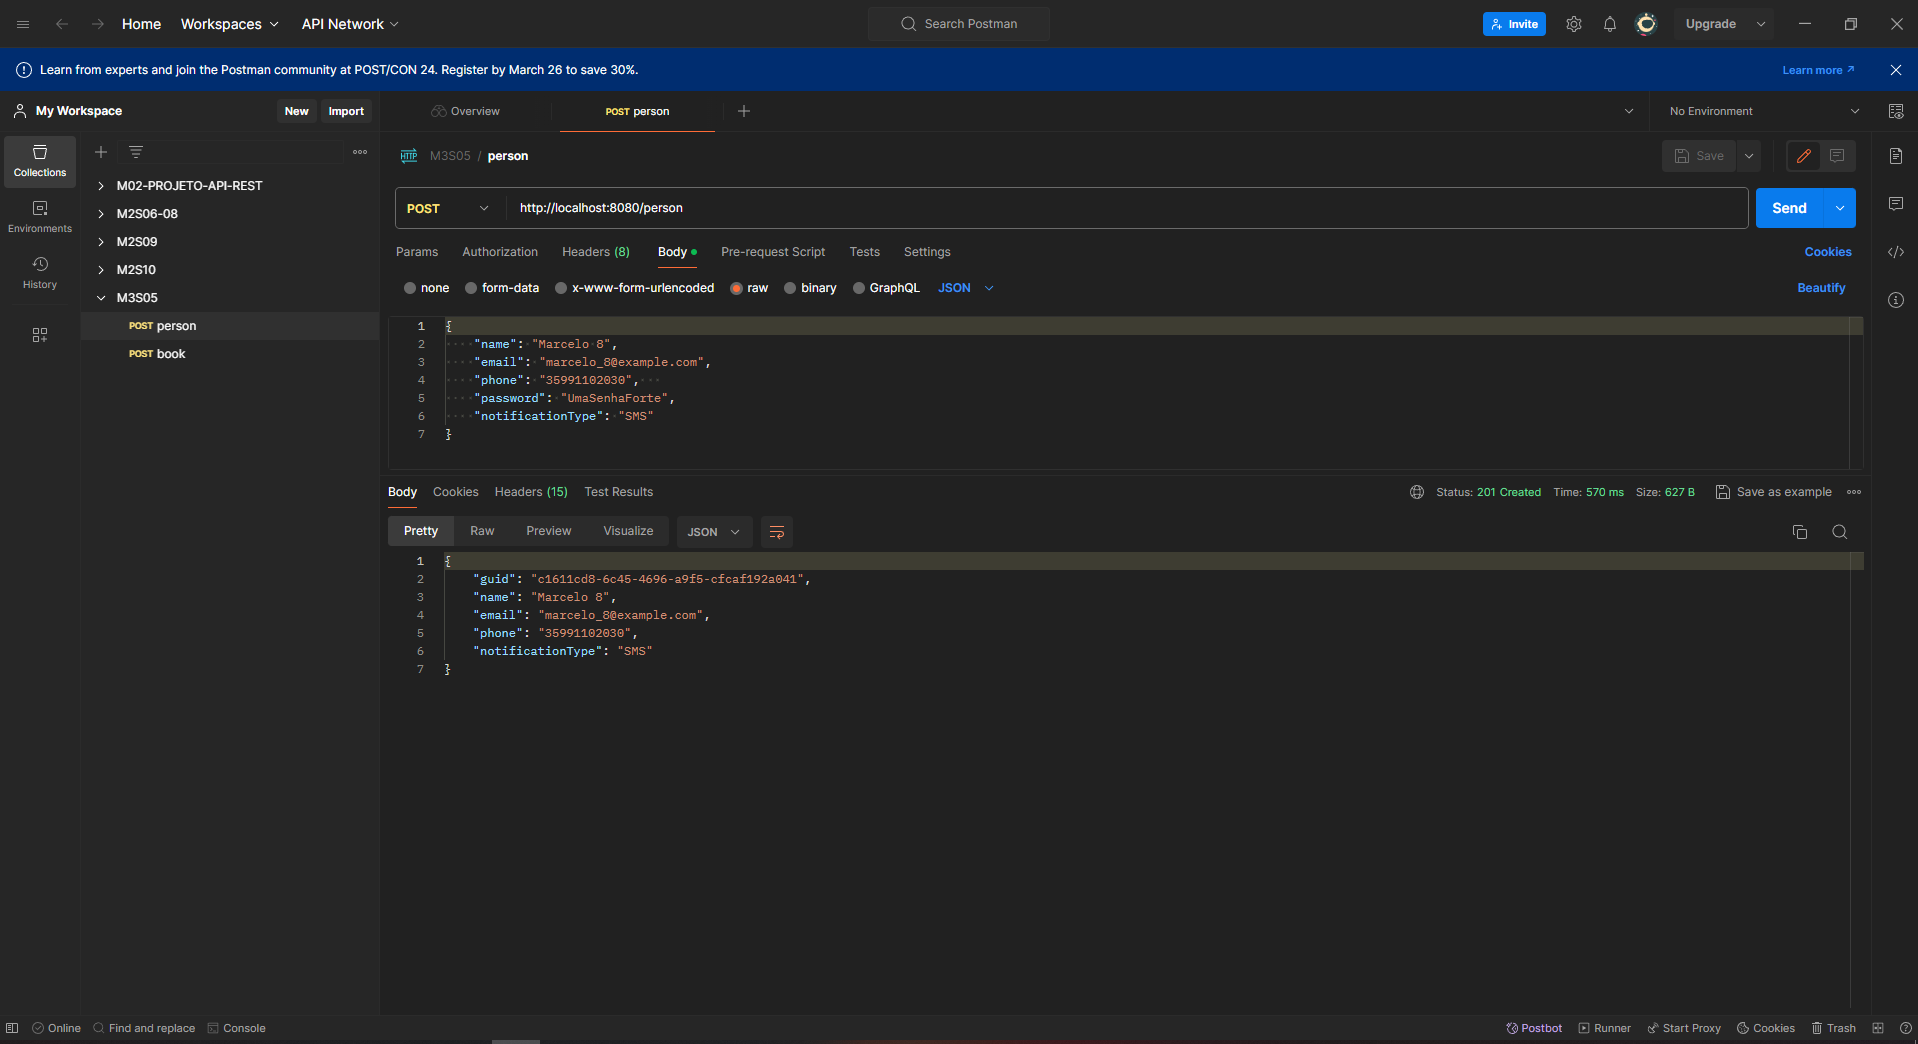 Home Workspaces API Network Search Postman Invite Upgrade
Learn from experts and join the Postman community at POST/CON 24. Register by March 26 to save 30%. Learn more
My Workspace New Import Overview POST person No Environment
Collections
Environments
History
M02-PROJETO-API-REST
M2S06-08
M2S09
M2S10
M3S05
POST person
POST book
HTTP M3S05 / person Save
POST http://localhost:8080/person Send
Params Authorization Headers (8) Body Pre-request Script Tests Settings Cookies
none form-data x-www-form-urlencoded raw binary GraphQL JSON Beautify
1 {
2 "name": "Marcelo 8",
3 "email": "marcelo_8@example.com",
4 "phone": "35991102030",
5 "password": "UmaSenhaForte",
6 "notificationType": "SMS"
7 }
Body Cookies Headers (15) Test Results Status: 201 Created Time: 570 ms Size: 627 B Save as example
Pretty Raw Preview Visualize JSON
1 {
2 "guid": "c1611cd8-6c45-4696-a9f5-cfcaf192a041",
3 "name": "Marcelo 8",
4 "email": "marcelo_8@example.com",
5 "phone": "35991102030",
6 "notificationType": "SMS"
7 }
Online Find and replace Console Postbot Runner Start Proxy Cookies Trash